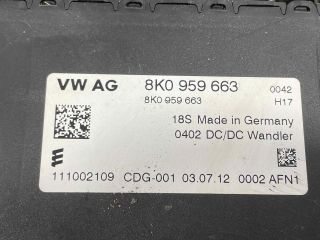 VW AG 8K0 959 663 0042
8K0 959 663 H17
18S Made in Germany
0402 DC/DC Wandler
111002109 CDG-001 03.07.12 0002 AFN1